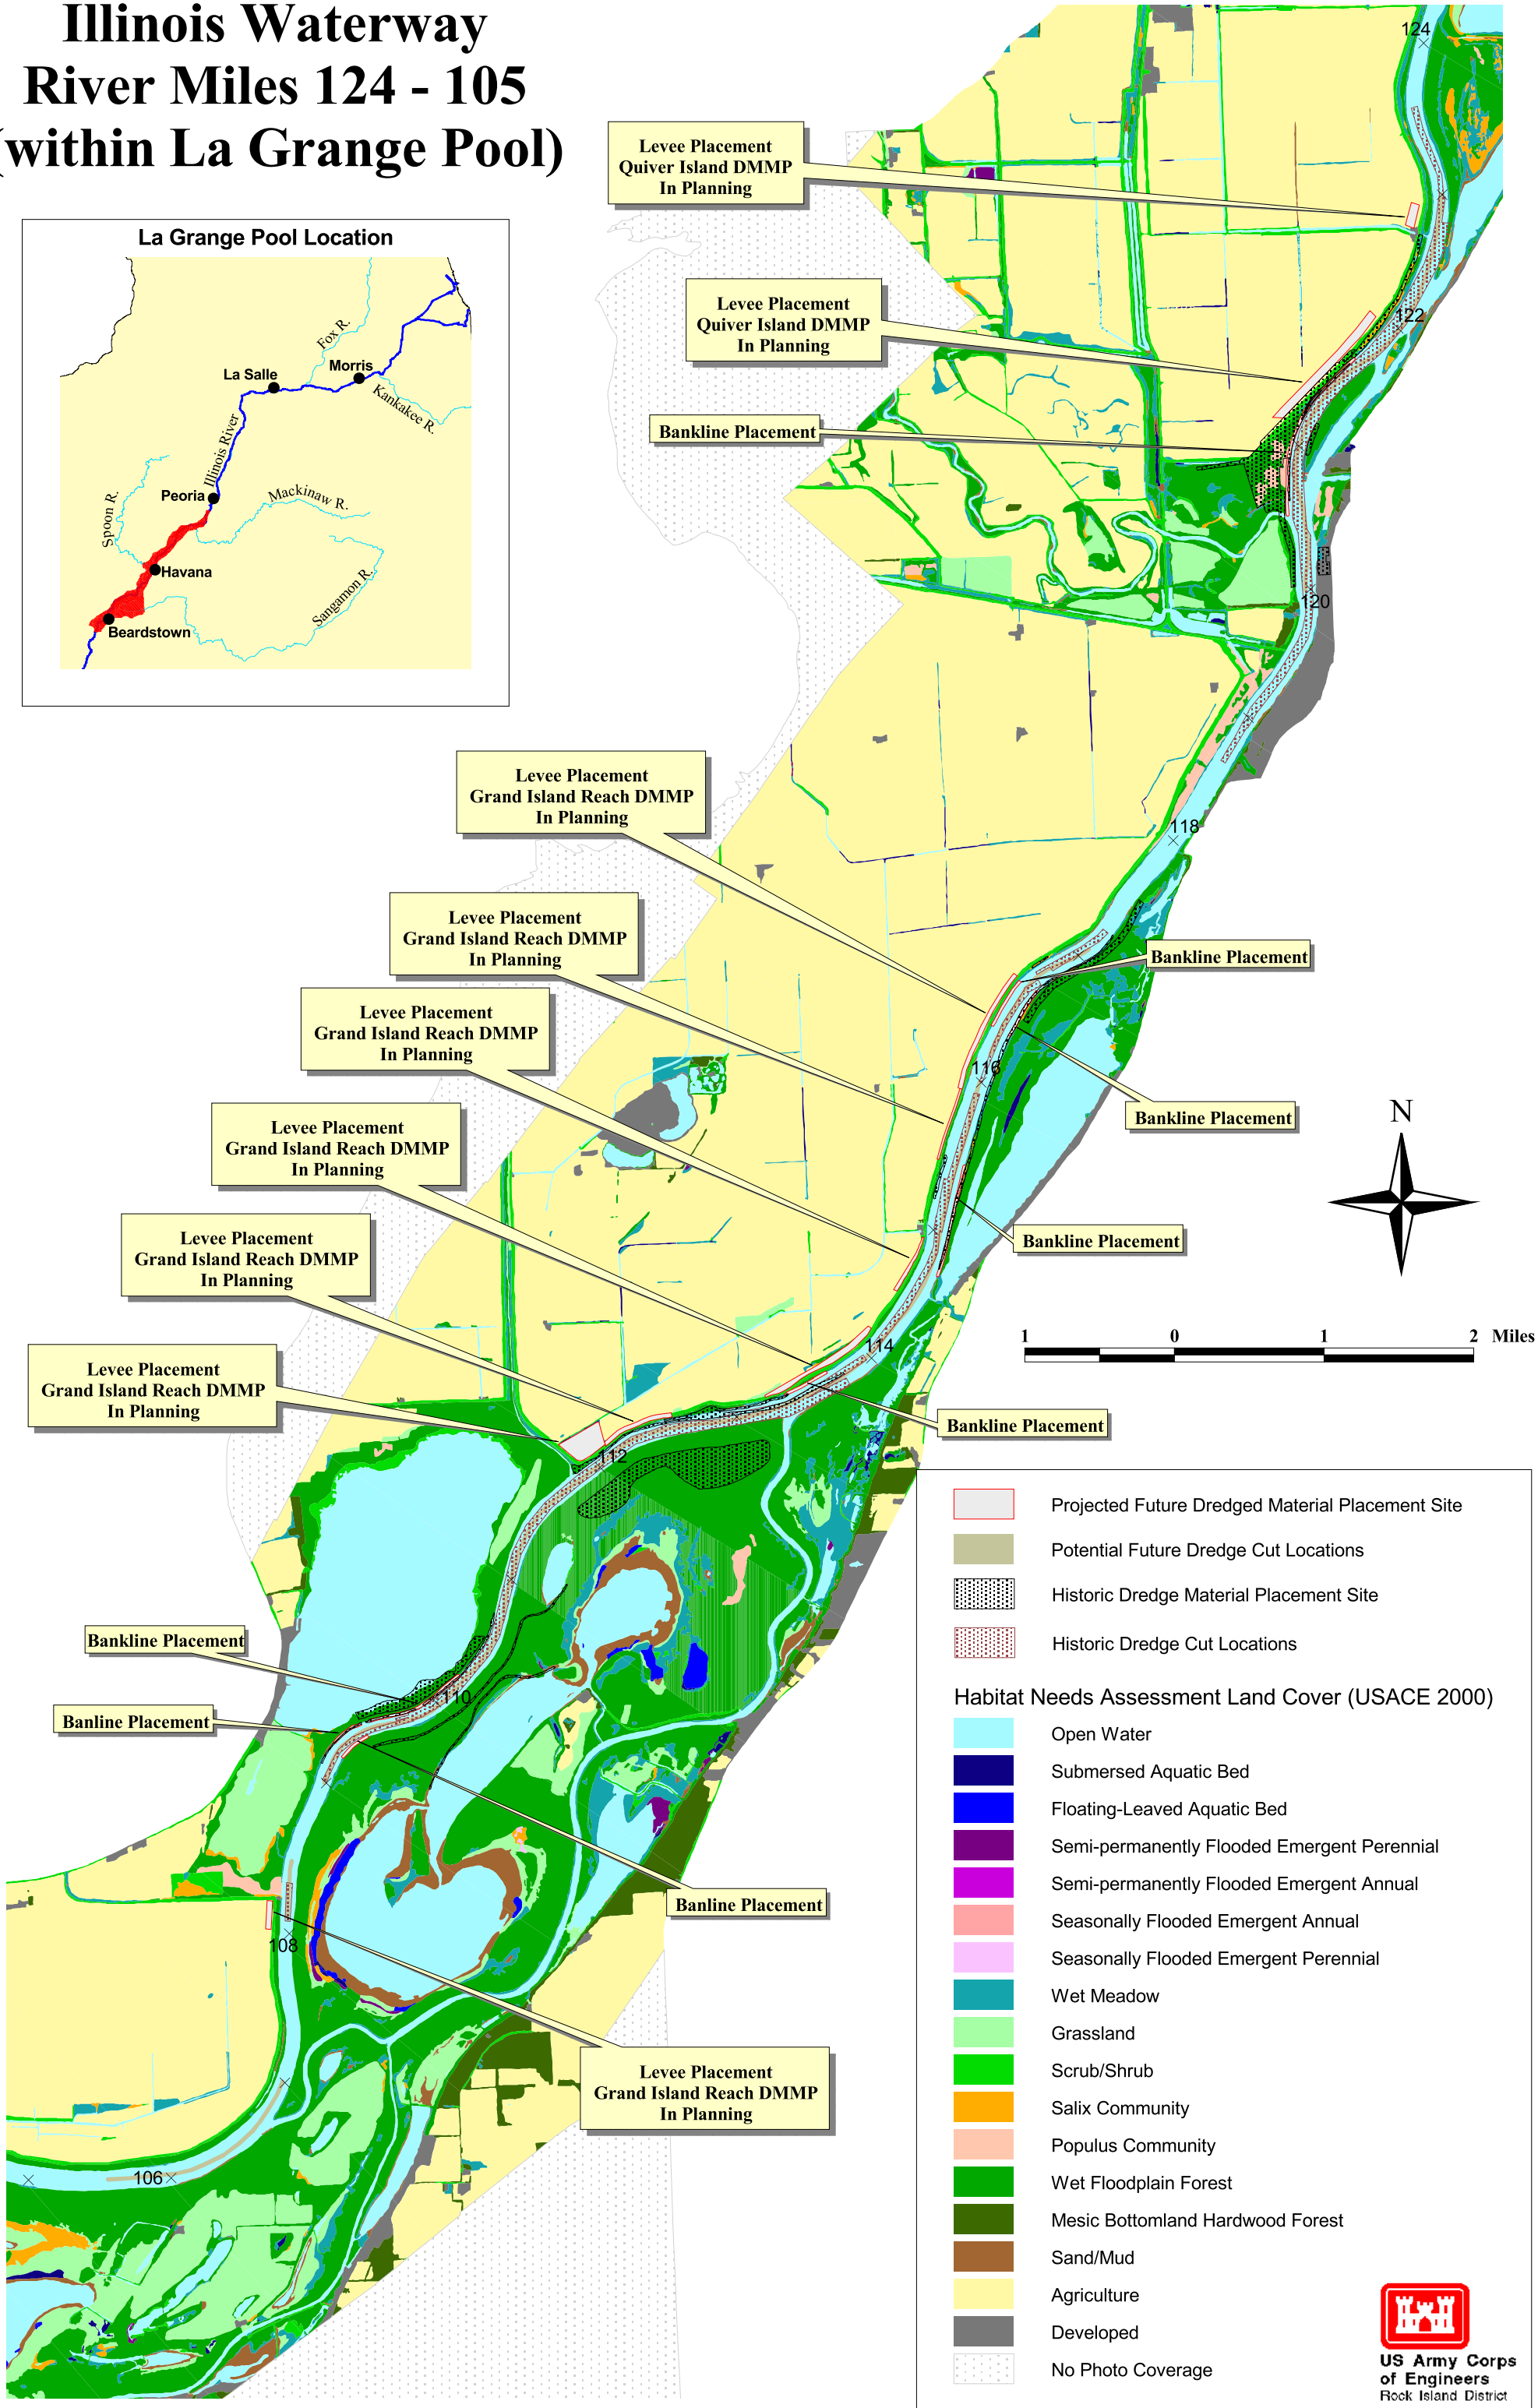 Illinois Waterway
River Miles 124 - 105
(within La Grange Pool)
La Grange Pool Location
Fox R.
La Salle
Morris
Kankakee R.
Illinois River
Peoria
Mackinaw R.
Spoon R.
Havana
Sangamon R.
Beardstown
124
Levee Placement
Quiver Island DMMP
In Planning
Levee Placement
Quiver Island DMMP
In Planning
122
Bankline Placement
120
Levee Placement
Grand Island Reach DMMP
In Planning
118
Levee Placement
Grand Island Reach DMMP
In Planning
Bankline Placement
Levee Placement
Grand Island Reach DMMP
In Planning
116
Bankline Placement
N
Levee Placement
Grand Island Reach DMMP
In Planning
Bankline Placement
Levee Placement
Grand Island Reach DMMP
In Planning
1 0 1 2 Miles
114
Levee Placement
Grand Island Reach DMMP
In Planning
Bankline Placement
112
Bankline Placement
110
Banline Placement
Banline Placement
108
Levee Placement
Grand Island Reach DMMP
In Planning
106
Projected Future Dredged Material Placement Site
Potential Future Dredge Cut Locations
Historic Dredge Material Placement Site
Historic Dredge Cut Locations
Habitat Needs Assessment Land Cover (USACE 2000)
Open Water
Submersed Aquatic Bed
Floating-Leaved Aquatic Bed
Semi-permanently Flooded Emergent Perennial
Semi-permanently Flooded Emergent Annual
Seasonally Flooded Emergent Annual
Seasonally Flooded Emergent Perennial
Wet Meadow
Grassland
Scrub/Shrub
Salix Community
Populus Community
Wet Floodplain Forest
Mesic Bottomland Hardwood Forest
Sand/Mud
Agriculture
Developed
No Photo Coverage
US Army Corps
of Engineers
Rock Island District